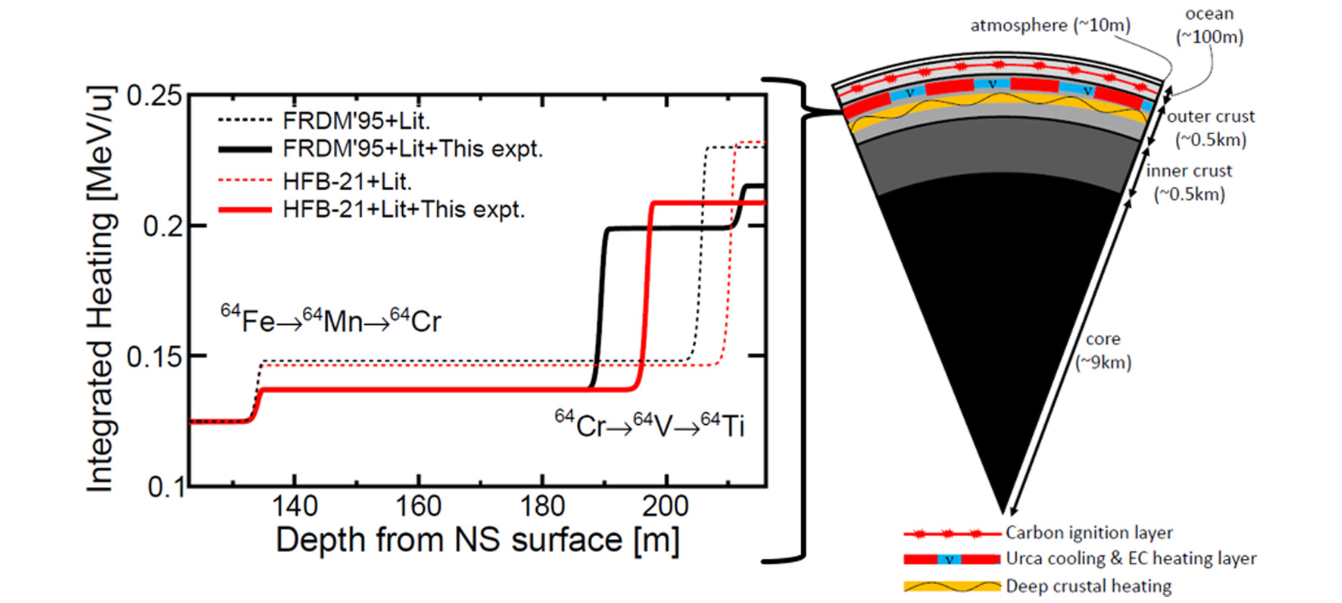 atmosphere (~10m)
ocean
(~100m)
0.25
FRDM'95+Lit.
FRDM'95+Lit+This expt.
HFB-21+Lit.
HFB-21+Lit+This expt.
Integrated Heating [MeV/u]
0.2
⁶⁴Fe→⁶⁴Mn→⁶⁴Cr
0.15
⁶⁴Cr→⁶⁴V→⁶⁴Ti
0.1
140 160 180 200
Depth from NS surface [m]
ν ν ν
outer crust
(~0.5km)
inner crust
(~0.5km)
core
(~9km)
Carbon ignition layer
ν Urca cooling & EC heating layer
Deep crustal heating